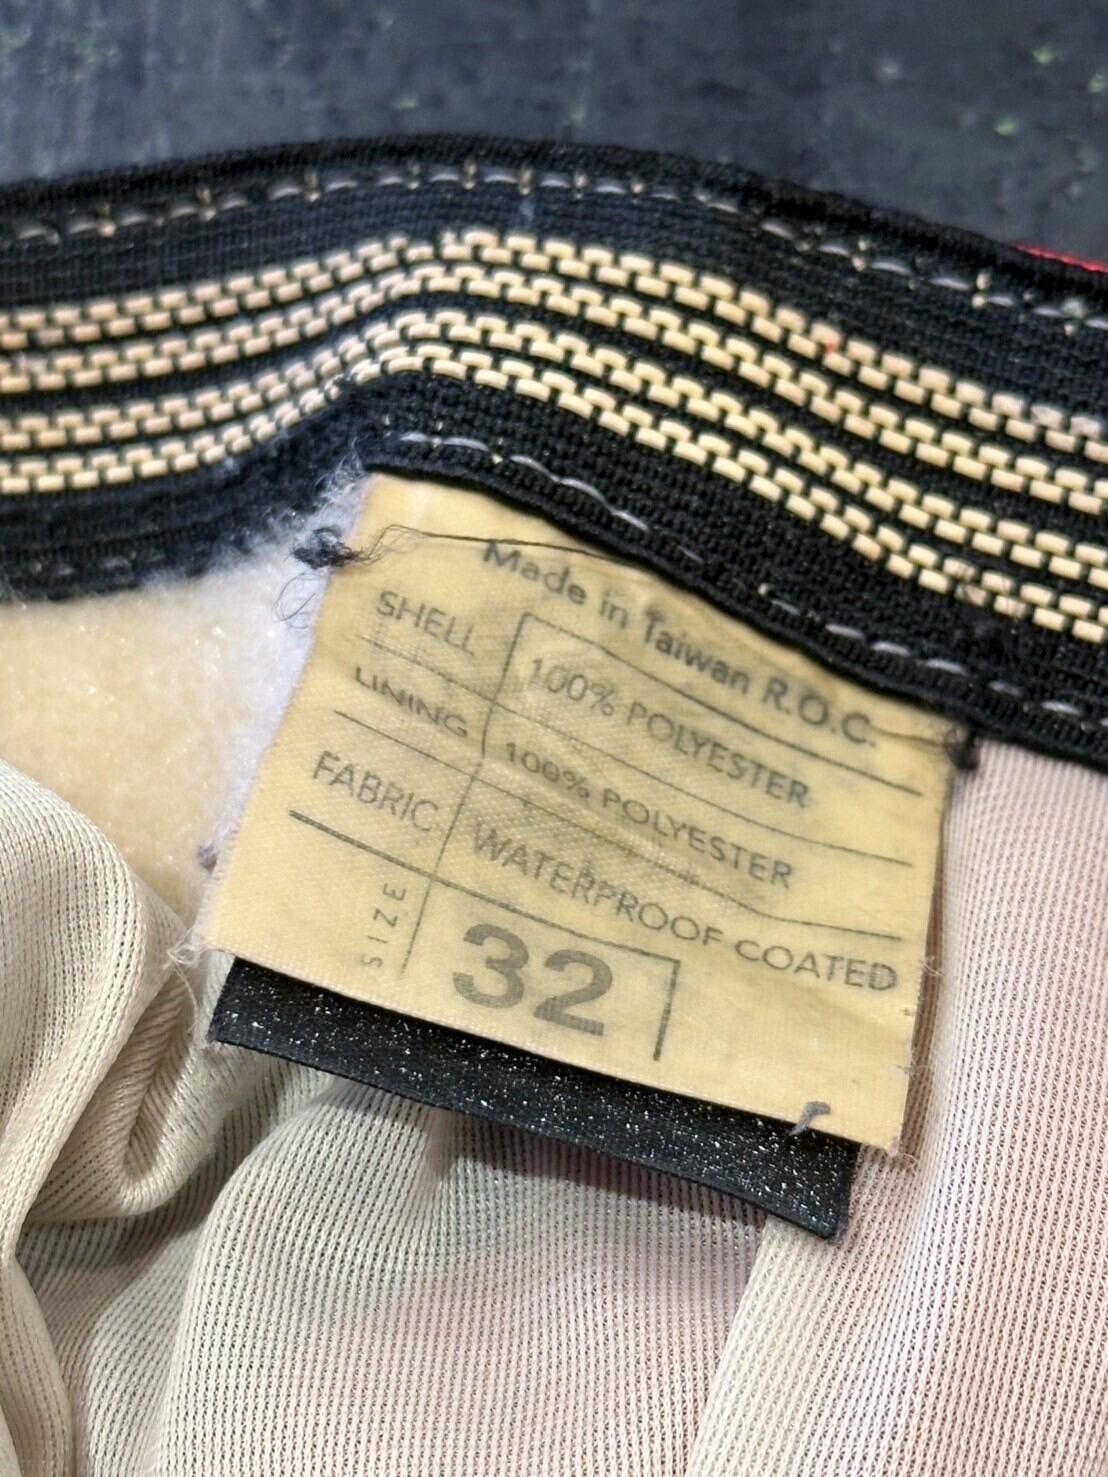 Made in Taiwan R.O.C.
SHELL 100% POLYESTER
LINING 100% POLYESTER
FABRIC WATERPROOF COATED
SIZE 32